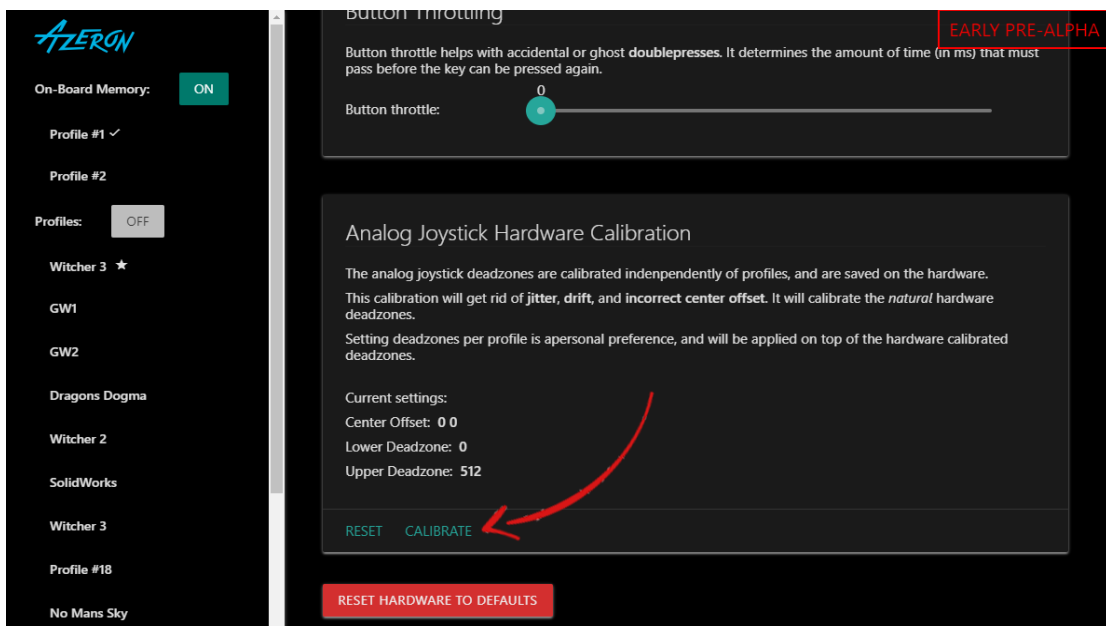 AZERON
On-Board Memory:
ON
Profile #1
Profile #2
Profiles:
OFF
Witcher 3
GW1
GW2
Dragons Dogma
Witcher 2
SolidWorks
Witcher 3
Profile #18
No Mans Sky
EARLY PRE-ALPHA
Button Throttling
Button throttle helps with accidental or ghost doublepresses. It determines the amount of time (in ms) that must
pass before the key can be pressed again.
0
Button throttle:
Analog Joystick Hardware Calibration
The analog joystick deadzones are calibrated indenpendently of profiles, and are saved on the hardware.
This calibration will get rid of jitter, drift, and incorrect center offset. It will calibrate the natural hardware
deadzones.
Setting deadzones per profile is apersonal preference, and will be applied on top of the hardware calibrated
deadzones.
Current settings:
Center Offset: 0 0
Lower Deadzone: 0
Upper Deadzone: 512
RESET CALIBRATE
RESET HARDWARE TO DEFAULTS